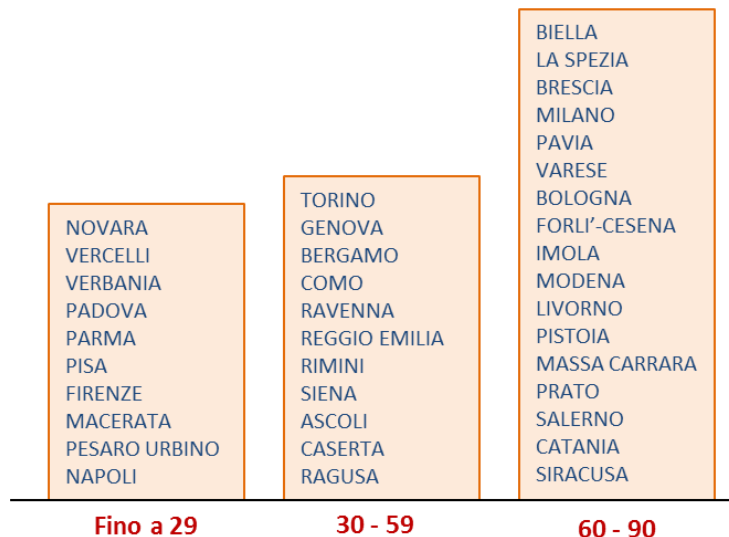 NOVARA
VERCELLI
VERBANIA
PADOVA
PARMA
PISA
FIRENZE
MACERATA
PESARO URBINO
NAPOLI
Fino a 29
TORINO
GENOVA
BERGAMO
COMO
RAVENNA
REGGIO EMILIA
RIMINI
SIENA
ASCOLI
CASERTA
RAGUSA
30 - 59
BIELLA
LA SPEZIA
BRESCIA
MILANO
PAVIA
VARESE
BOLOGNA
FORLI’-CESENA
IMOLA
MODENA
LIVORNO
PISTOIA
MASSA CARRARA
PRATO
SALERNO
CATANIA
SIRACUSA
60 - 90